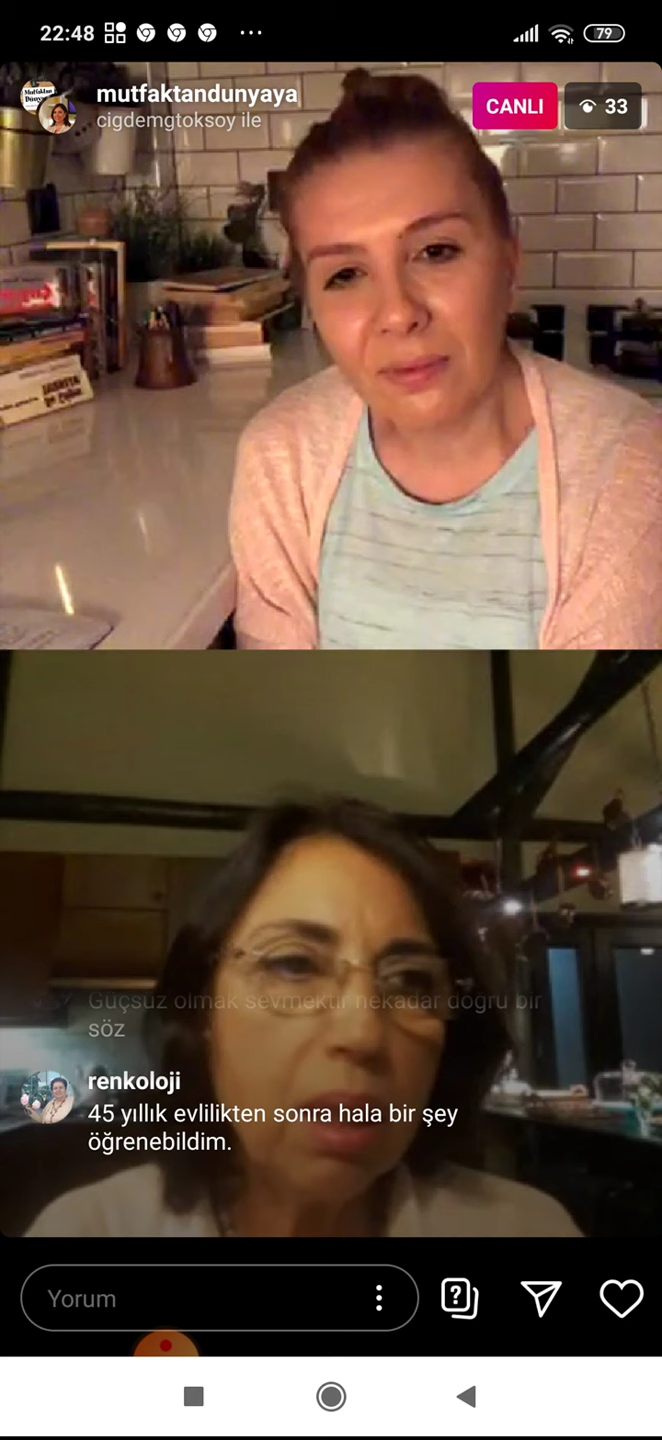 22:48
79
mutfaktandunyaya
cigdemgtoksoy ile
CANLI
33
Güçsüz olmak sevmektir nekadar doğru bir
söz
renkoloji
45 yıllık evlilikten sonra hala bir şey
öğrenebildim.
Yorum